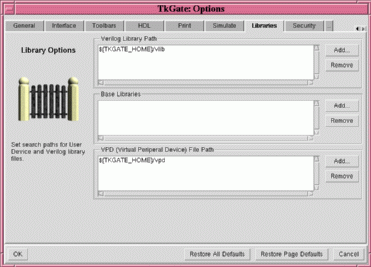 TkGate: Options
General Interface Toolbars HDL Print Simulate Libraries Security
Library Options
Set search paths for User
Device and Verilog library
files.
Verilog Library Path
${TKGATE_HOME}/vlib
Add...
Remove
Base Libraries
Add...
Remove
VPD (Virtual Periperal Device) File Path
${TKGATE_HOME}/vpd
Add...
Remove
OK Restore All Defaults Restore Page Defaults Cancel